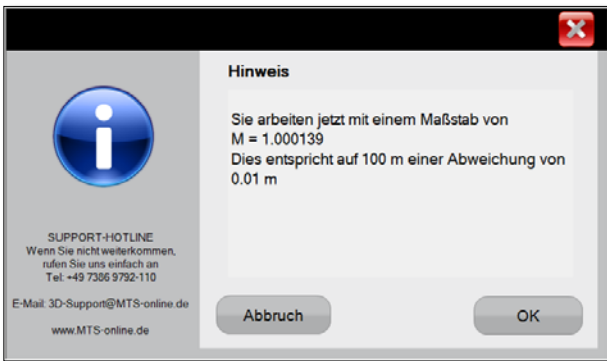 Hinweis
Sie arbeiten jetzt mit einem Maßstab von
M = 1.000139
Dies entspricht auf 100 m einer Abweichung von
0.01 m
SUPPORT-HOTLINE
Wenn Sie nicht weiterkommen,
rufen Sie uns einfach an
Tel: +49 7386 9792-110
E-Mail: 3D-Support@MTS-online.de
www.MTS-online.de
Abbruch
OK